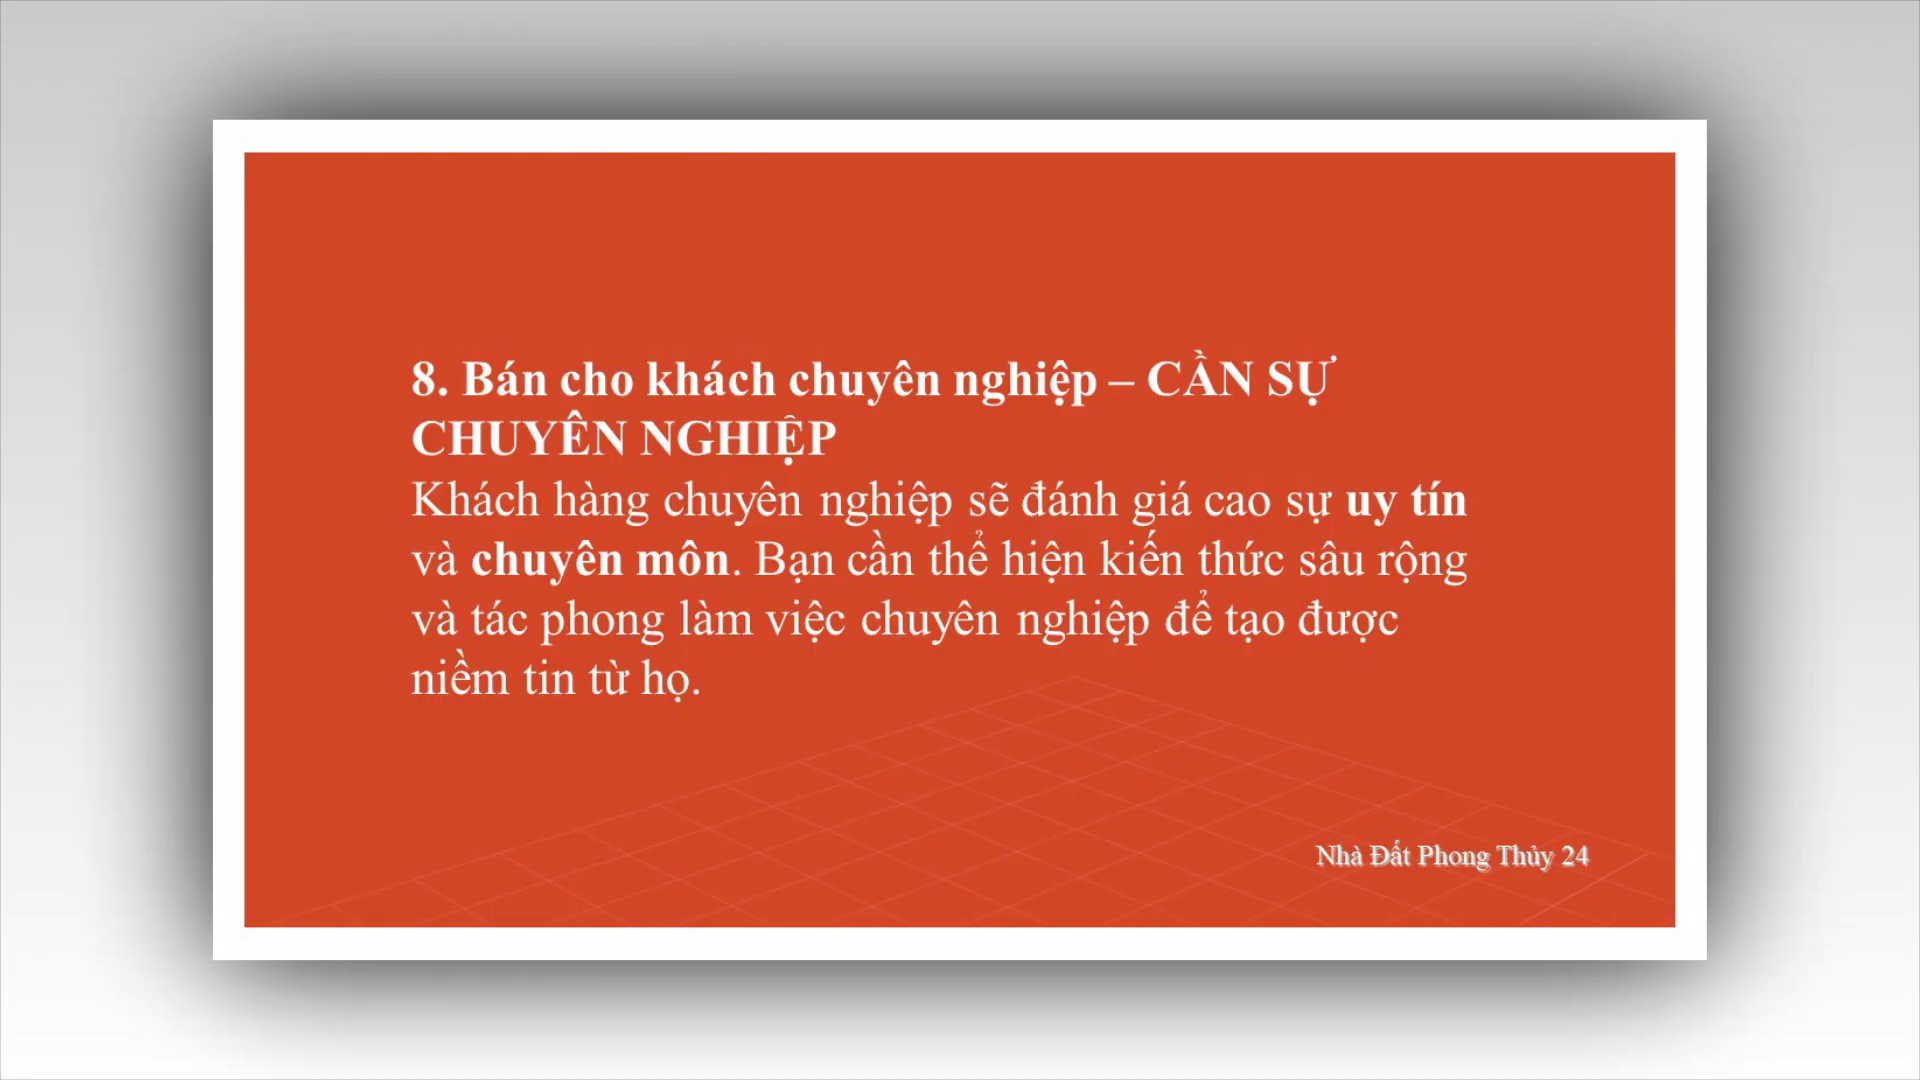 8. Bán cho khách chuyên nghiệp – CẦN SỰ
CHUYÊN NGHIỆP
Khách hàng chuyên nghiệp sẽ đánh giá cao sự uy tín
và chuyên môn. Bạn cần thể hiện kiến thức sâu rộng
và tác phong làm việc chuyên nghiệp để tạo được
niềm tin từ họ.
Nhà Đất Phong Thủy 24